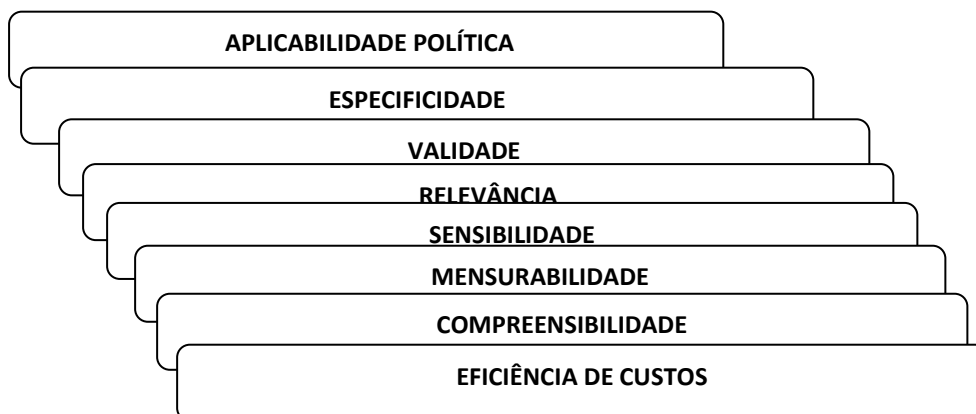 APLICABILIDADE POLÍTICA
ESPECIFICIDADE
VALIDADE
RELEVÂNCIA
SENSIBILIDADE
MENSURABILIDADE
COMPREENSIBILIDADE
EFICIÊNCIA DE CUSTOS